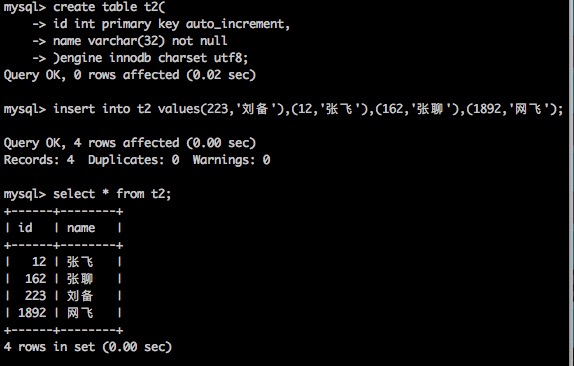 mysql> create table t2(
    -> id int primary key auto_increment,
    -> name varchar(32) not null
    -> )engine innodb charset utf8;
Query OK, 0 rows affected (0.02 sec)
mysql> insert into t2 values(223,'刘备'),(12,'张飞'),(162,'张聊'),(1892,'网飞');
Query OK, 4 rows affected (0.00 sec)
Records: 4  Duplicates: 0  Warnings: 0
mysql> select * from t2;
+------+--------+
| id   | name   |
+------+--------+
|   12 | 张飞   |
|  162 | 张聊   |
|  223 | 刘备   |
| 1892 | 网飞   |
+------+--------+
4 rows in set (0.00 sec)